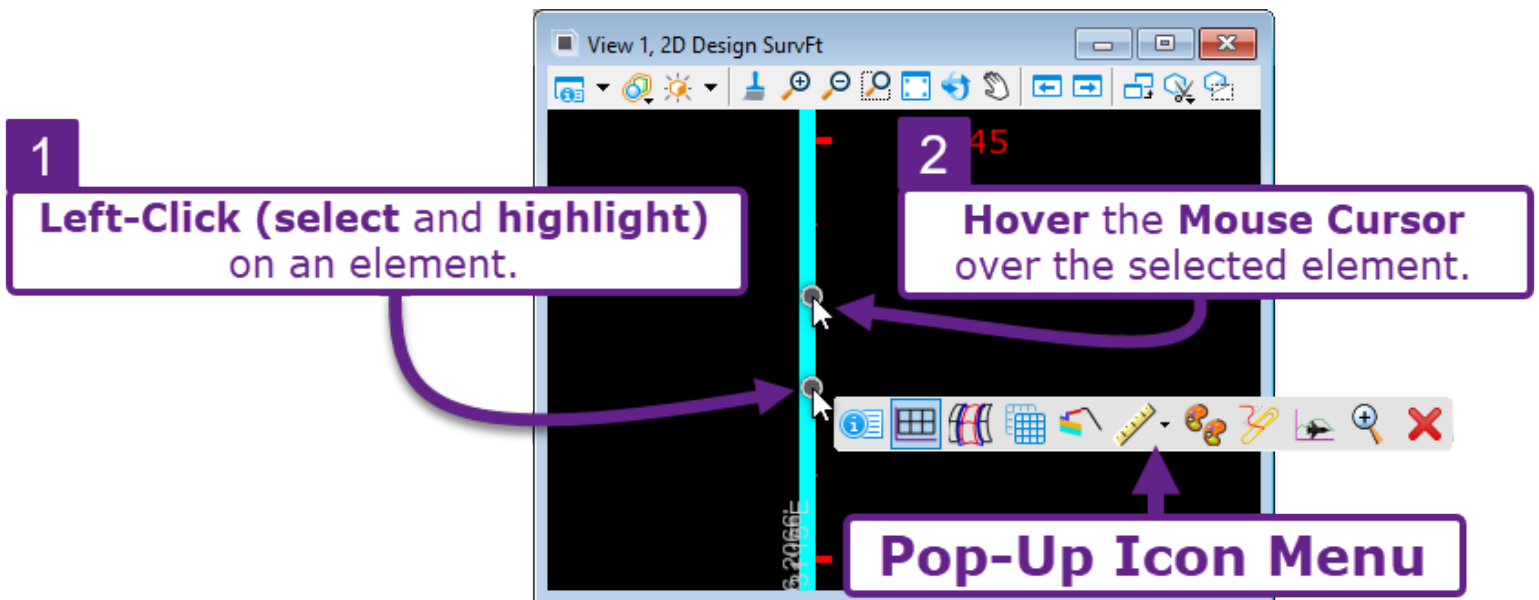 View 1, 2D Design SurvFt
1
Left-Click (select and highlight)
on an element.
2
45
Hover the Mouse Cursor
over the selected element.
Pop-Up Icon Menu